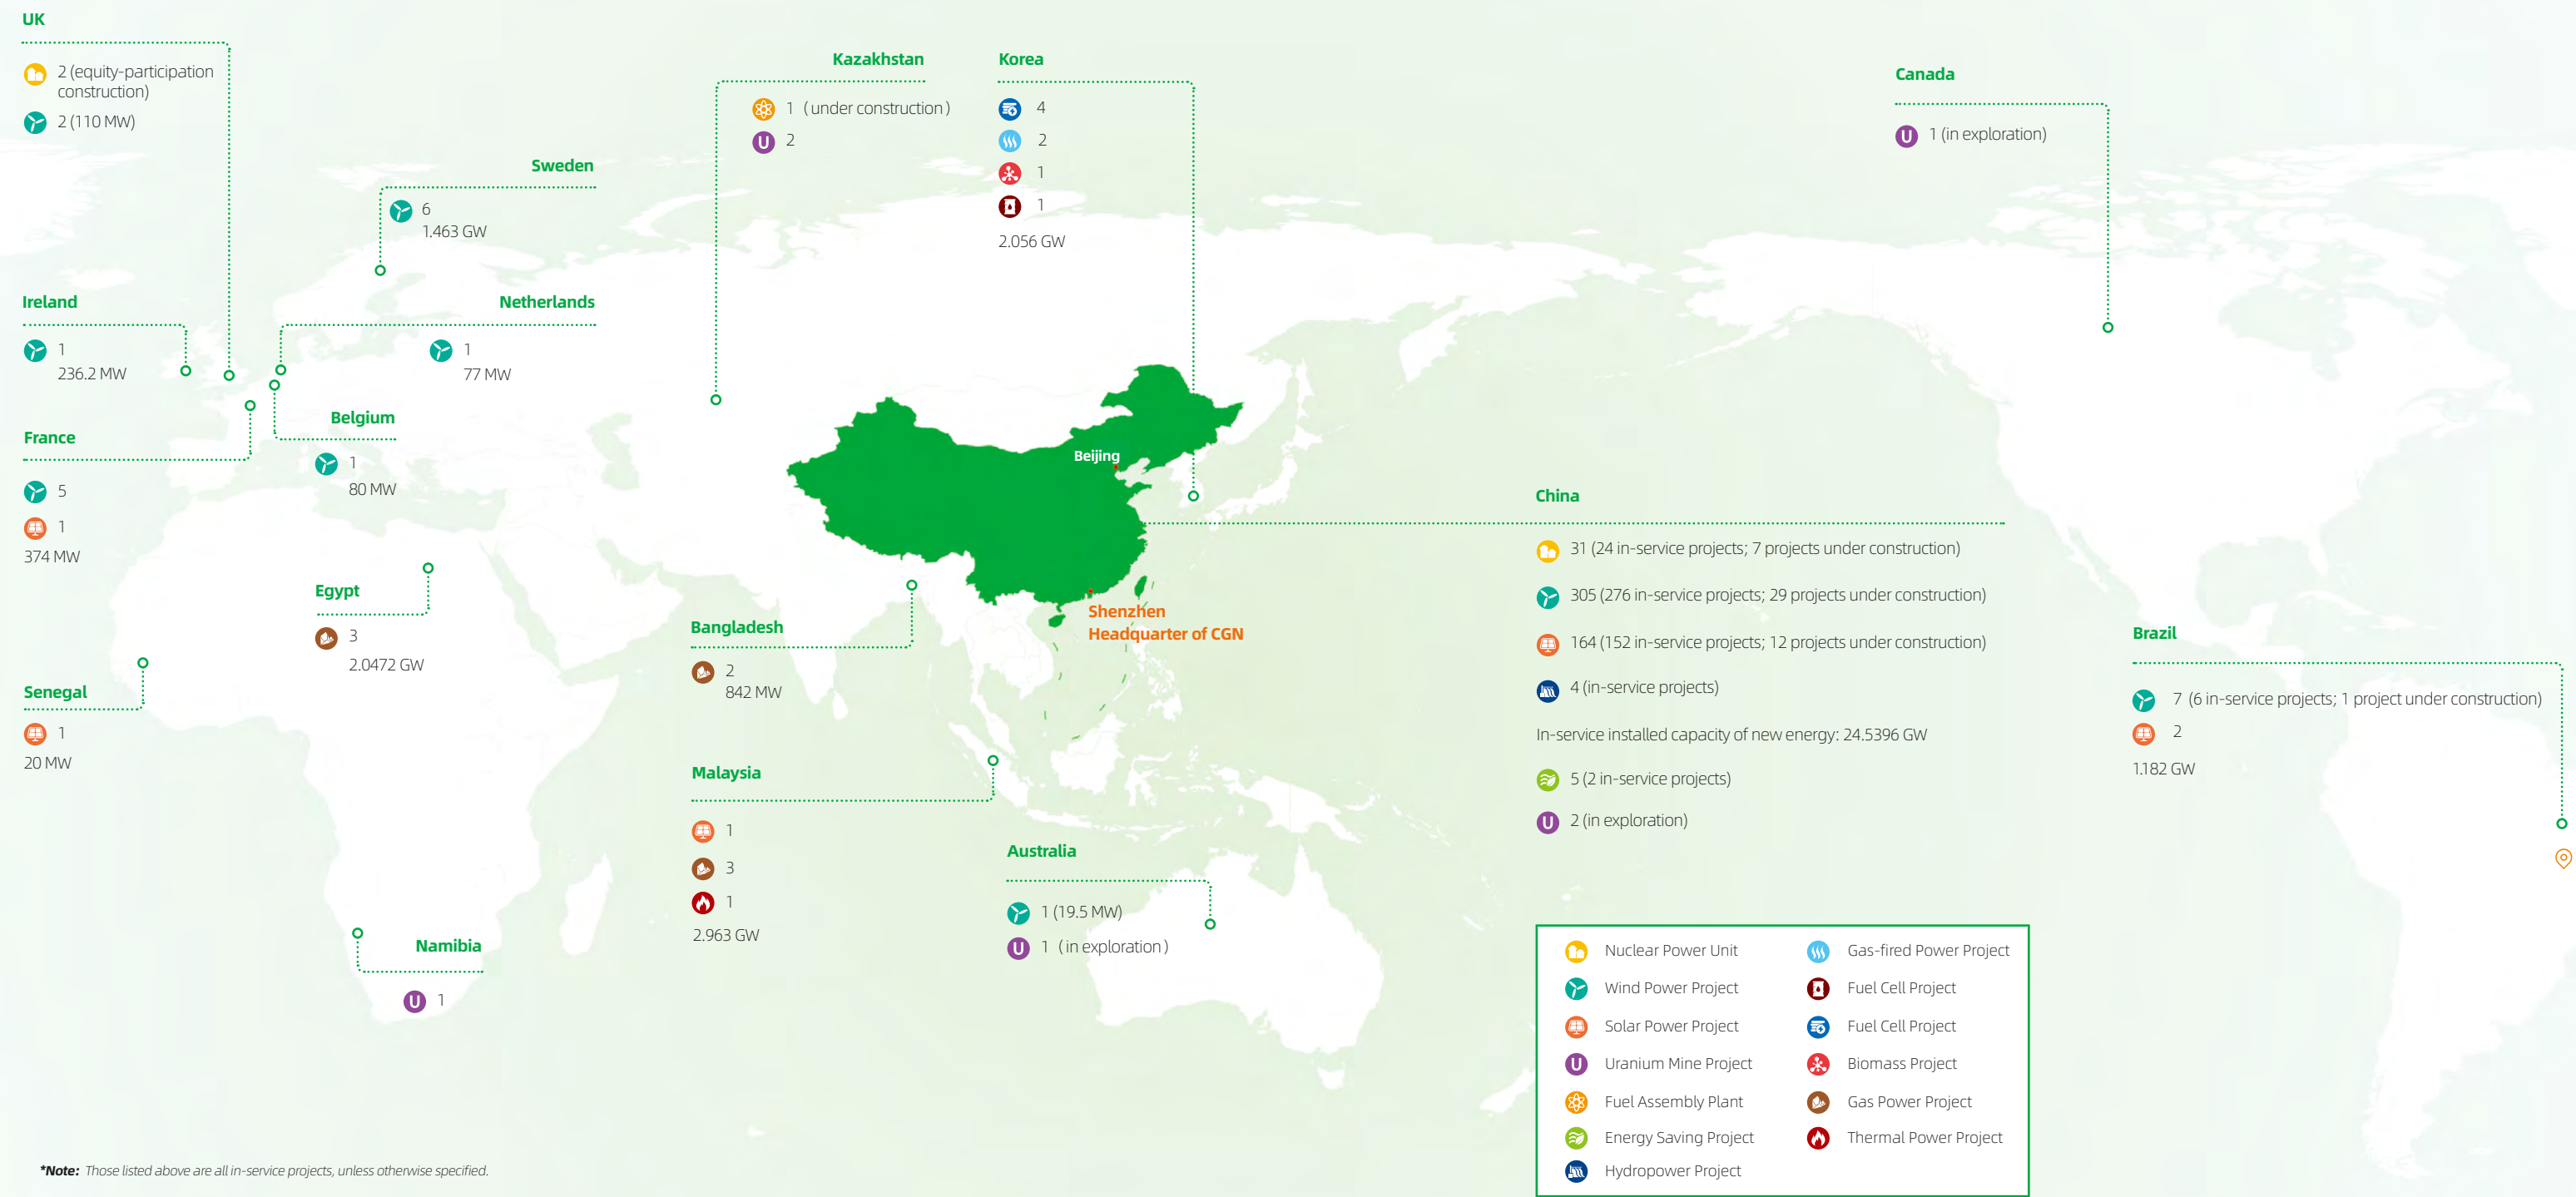 UK
2 (equity-participation
construction)
2 (110 MW)
Sweden
6
1.463 GW
Ireland
1
236.2 MW
Netherlands
1
77 MW
Belgium
1
80 MW
France
5
1
374 MW
Egypt
3
2.0472 GW
Senegal
1
20 MW
Namibia
U 1
Kazakhstan
1 (under construction)
U 2
Korea
4
2
1
1
2.056 GW
Beijing
Shenzhen
Headquarter of CGN
Bangladesh
2
842 MW
Malaysia
1
3
1
2.963 GW
Australia
1 (19.5 MW)
U 1 (in exploration)
Canada
U 1 (in exploration)
China
31 (24 in-service projects; 7 projects under construction)
305 (276 in-service projects; 29 projects under construction)
164 (152 in-service projects; 12 projects under construction)
4 (in-service projects)
In-service installed capacity of new energy: 24.5396 GW
5 (2 in-service projects)
U 2 (in exploration)
Brazil
7 (6 in-service projects; 1 project under construction)
2
1.182 GW
Nuclear Power Unit
Wind Power Project
Solar Power Project
U Uranium Mine Project
Fuel Assembly Plant
Energy Saving Project
Hydropower Project
Gas-fired Power Project
Fuel Cell Project
Fuel Cell Project
Biomass Project
Gas Power Project
Thermal Power Project
*Note: Those listed above are all in-service projects, unless otherwise specified.